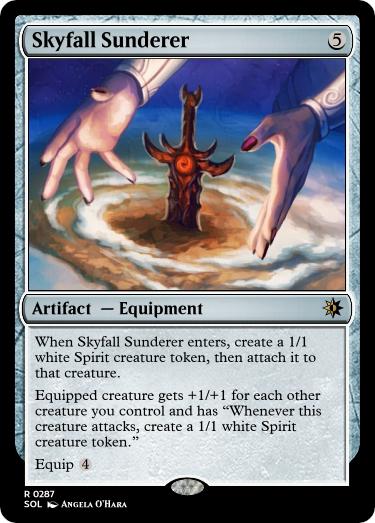 Skyfall Sunderer 5
Artifact — Equipment
When Skyfall Sunderer enters, create a 1/1
white Spirit creature token, then attach it to
that creature.
Equipped creature gets +1/+1 for each other
creature you control and has “Whenever this
creature attacks, create a 1/1 white Spirit
creature token.”
Equip 4
R 0287
SOL Angela O'Hara